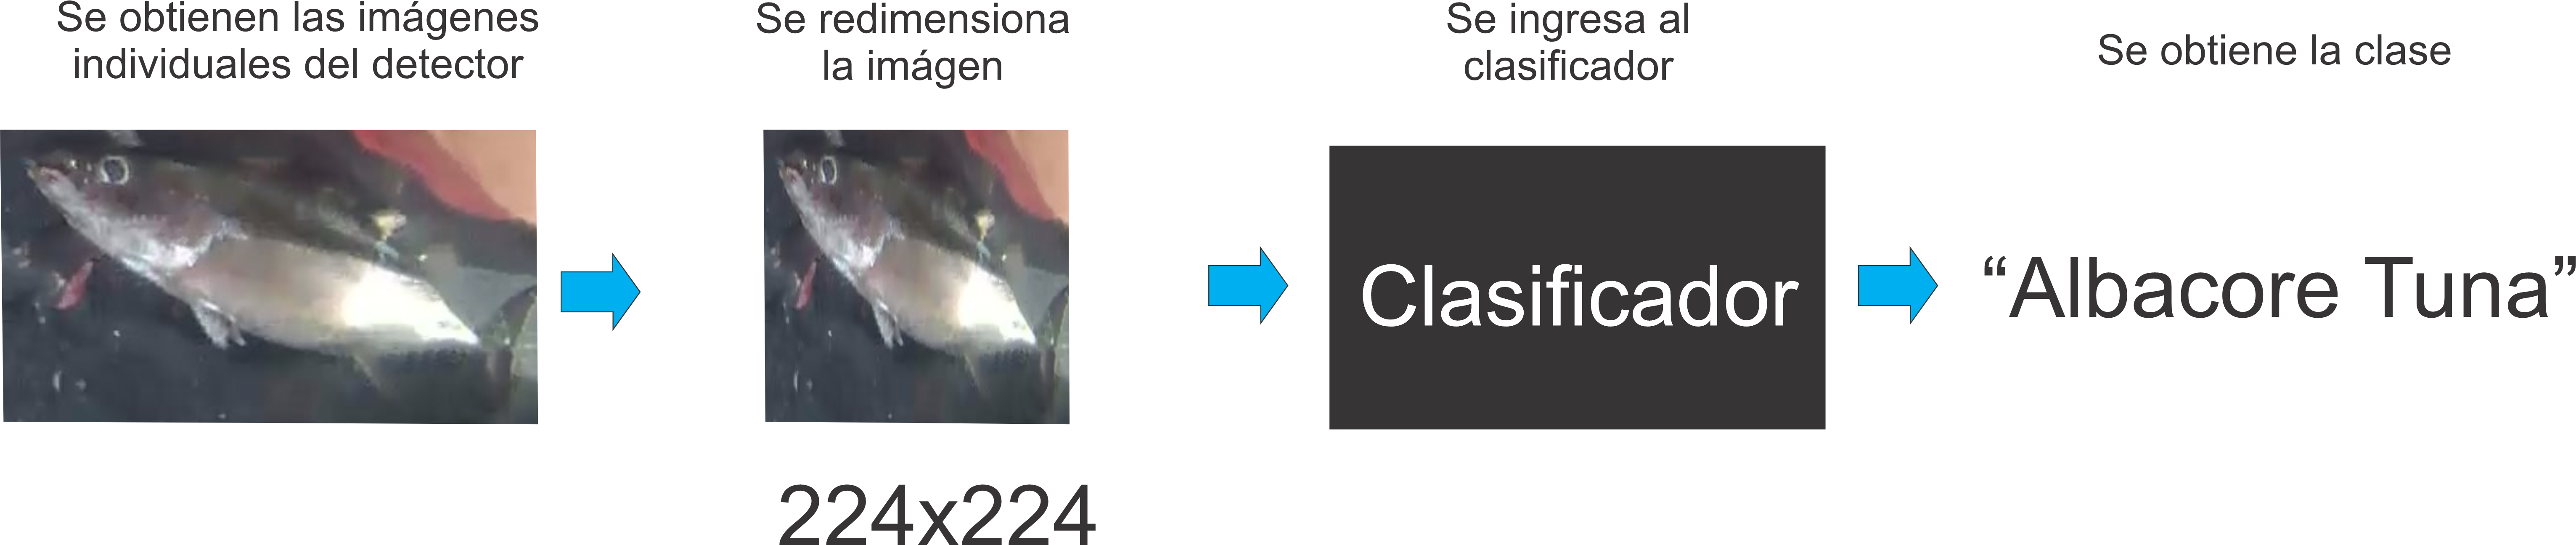 Se obtienen las imágenes
individuales del detector
Se redimensiona
la imágen
Se ingresa al
clasificador
Se obtiene la clase
Clasificador
“Albacore Tuna”
224x224